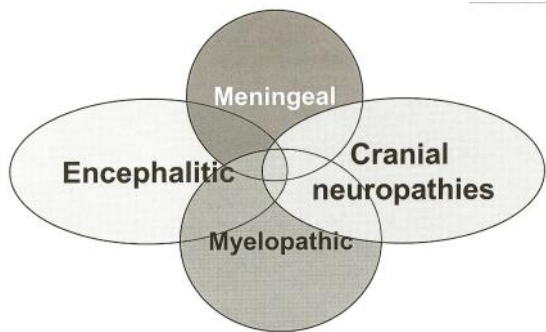 Meningeal
Encephalitic
Cranial
neuropathies
Myelopathic